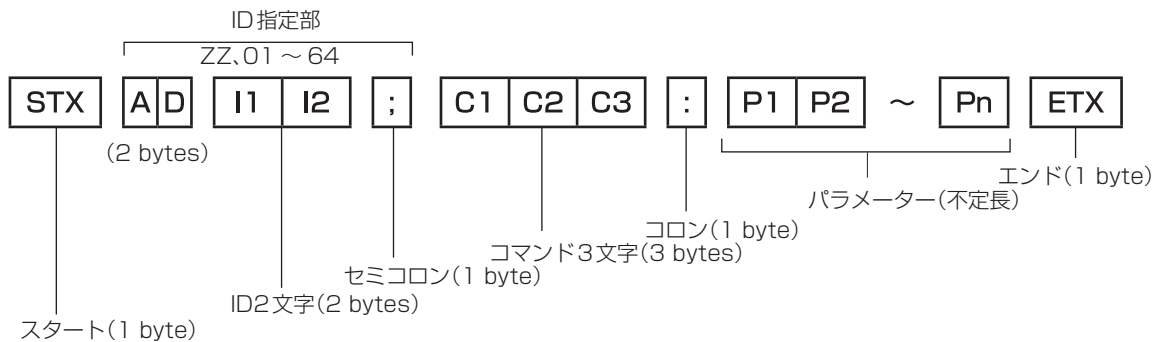 ID指定部
ZZ、01 ~ 64
STX A D I1 I2 ; C1 C2 C3 : P1 P2 ~ Pn ETX
(2 bytes)
エンド(1 byte)
パラメーター(不定長)
コロン(1 byte)
コマンド3文字(3 bytes)
セミコロン(1 byte)
ID2文字(2 bytes)
スタート(1 byte)